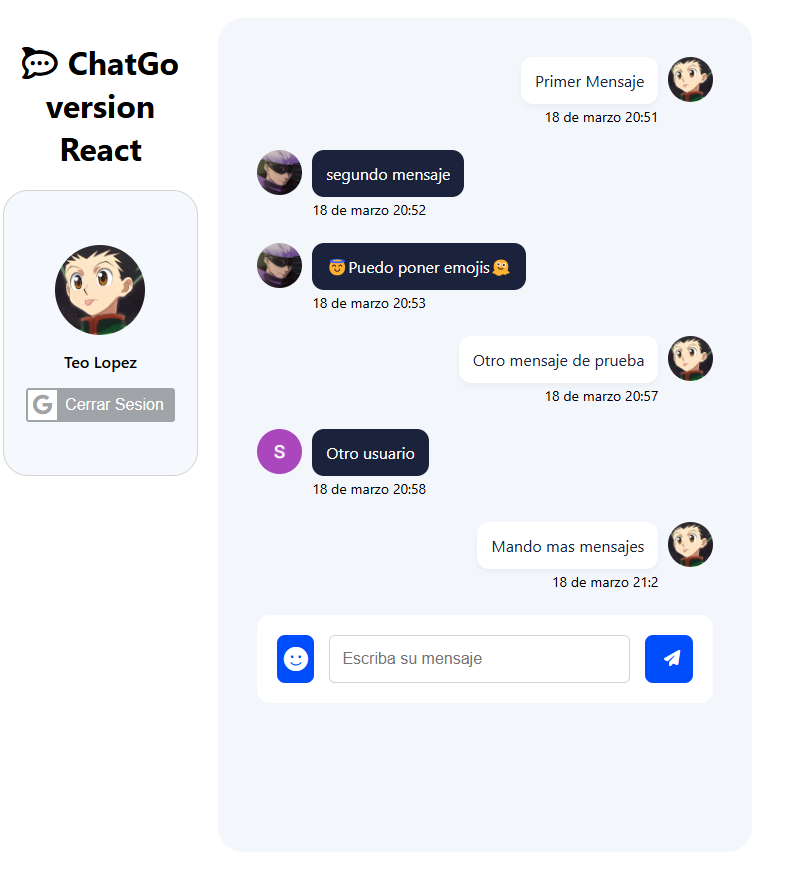 ChatGo
version
React
Teo Lopez
G Cerrar Sesion
Primer Mensaje
18 de marzo 20:51
segundo mensaje
18 de marzo 20:52
😇Puedo poner emojis🫠
18 de marzo 20:53
Otro mensaje de prueba
18 de marzo 20:57
S
Otro usuario
18 de marzo 20:58
Mando mas mensajes
18 de marzo 21:2
Escriba su mensaje